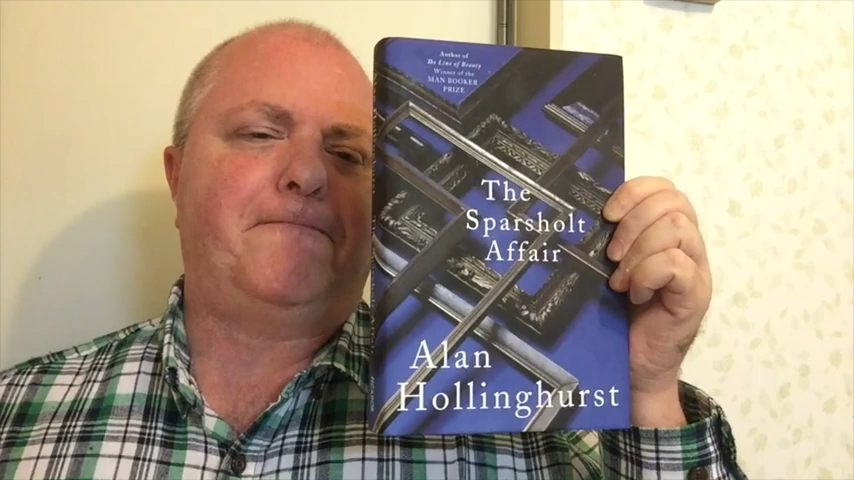 Author of
The Line of Beauty
Winner of the
MAN BOOKER
PRIZE
The
Sparsholt
Affair
Alan
Hollinghurst